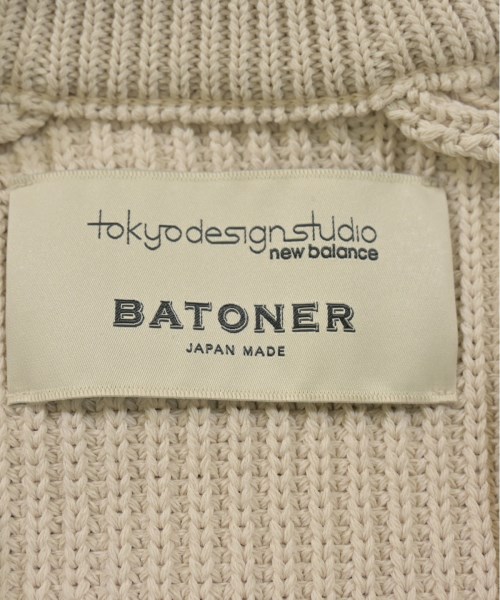 tokyodesignstudio
new balance
BATONER
JAPAN MADE